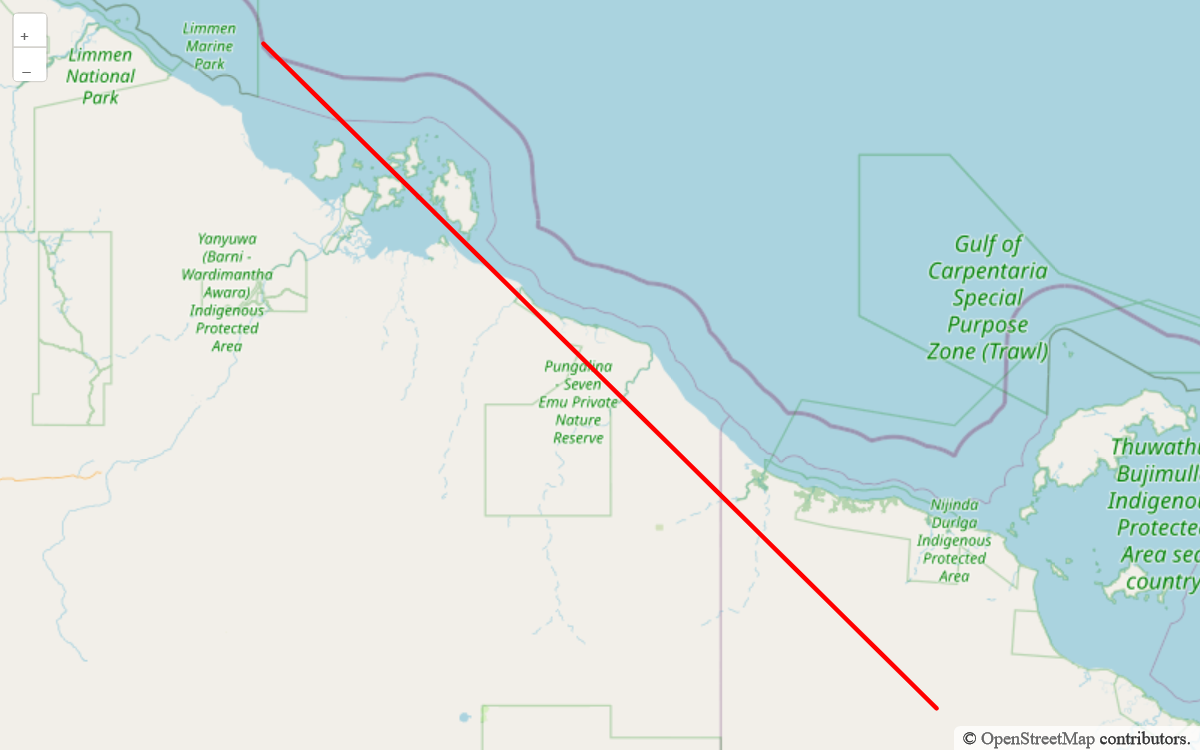 +
–
Limmen
National
Park
Limmen
Marine
Park
Yanyuwa
(Barni -
Wardimantha
Awara)
Indigenous
Protected
Area
Pungalina
- Seven
Emu Private
Nature
Reserve
Gulf of
Carpentaria
Special
Purpose
Zone (Trawl)
Nijinda
Durlga
Indigenous
Protected
Area
Thuwathu
Bujimull
Indigenou
Protecte
Area sea
country
© OpenStreetMap contributors.